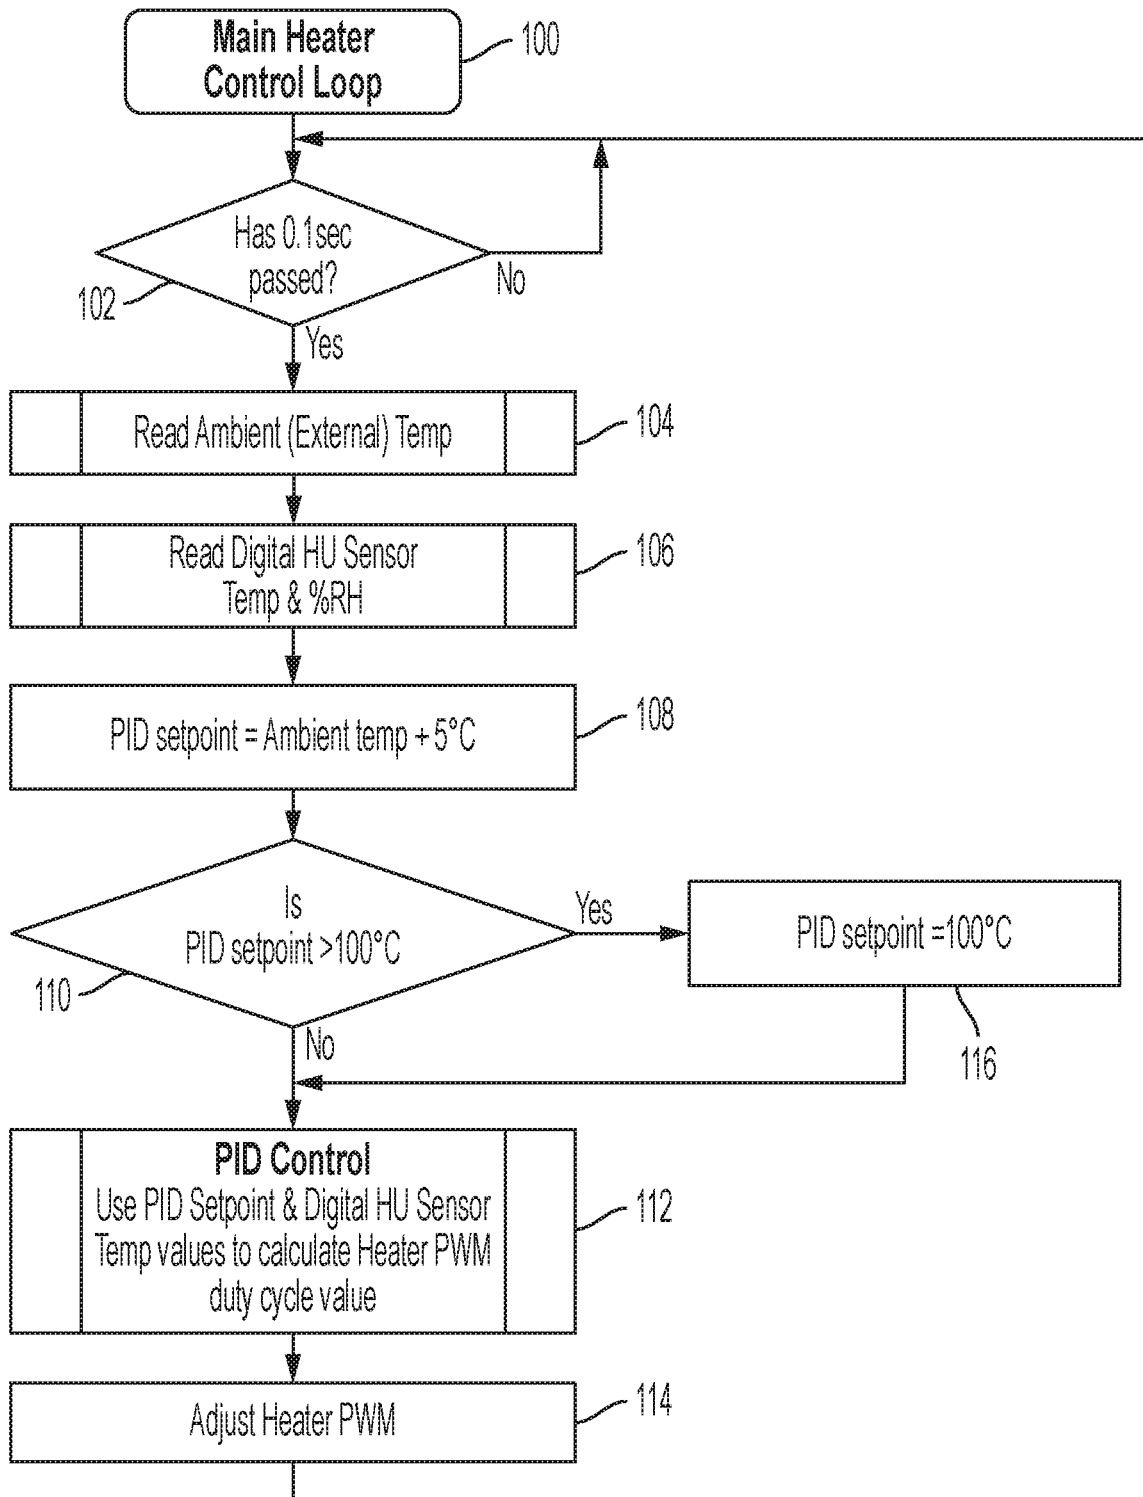 Main Heater
Control Loop
100
Has 0.1sec
passed?
102
No
Yes
Read Ambient (External) Temp
104
Read Digital HU Sensor
Temp & %RH
106
PID setpoint = Ambient temp + 5°C
108
Is
PID setpoint >100°C
110
Yes
PID setpoint =100°C
116
No
PID Control
Use PID Setpoint & Digital HU Sensor
Temp values to calculate Heater PWM
duty cycle value
112
Adjust Heater PWM
114